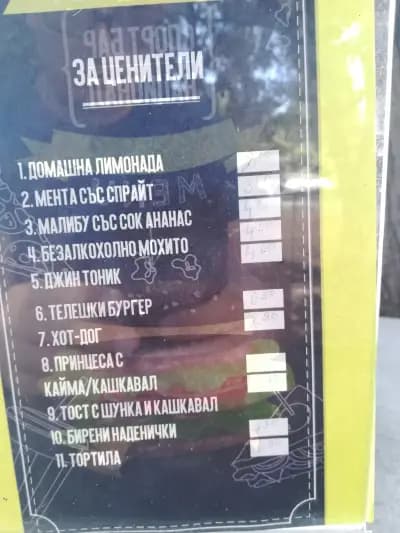 ЗА ЦЕНИТЕЛИ
1. ДОМАШНА ЛИМОНАДА
2. МЕНТА СЪС СПРАЙТ
3. МАЛИБУ СЪС СОК АНАНАС
4. БЕЗАЛКОХОЛНО МОХИТО
5. ДЖИН ТОНИК
6. ТЕЛЕШКИ БУРГЕР
7. ХОТ-ДОГ
8. ПРИНЦЕСА С
КАЙМА/КАШКАВАЛ
9. ТОСТ С ШУНКА И КАШКАВАЛ
10. БИРЕНИ НАДЕНИЧКИ
11. ТОРТИЛА